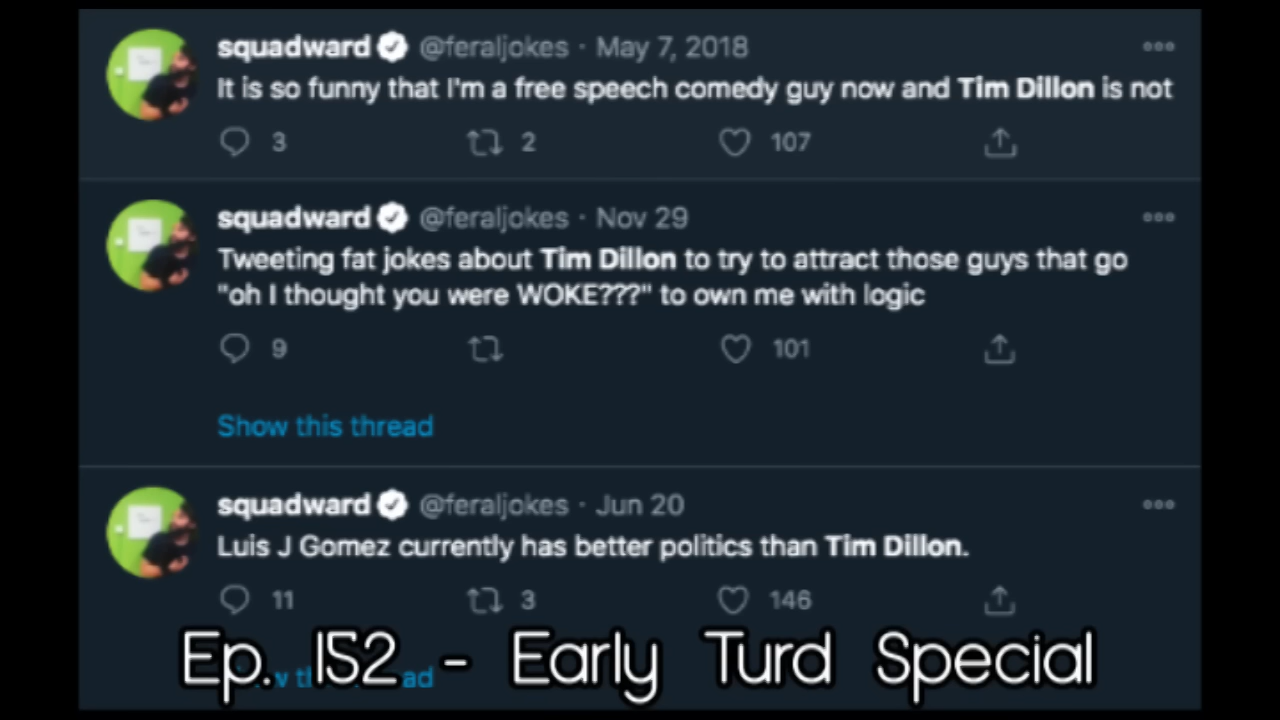 squadward @feraljokes · May 7, 2018
It is so funny that I'm a free speech comedy guy now and Tim Dillon is not
3 2 107
squadward @feraljokes · Nov 29
Tweeting fat jokes about Tim Dillon to try to attract those guys that go
"oh I thought you were WOKE???" to own me with logic
9 101
Show this thread
squadward @feraljokes · Jun 20
Luis J Gomez currently has better politics than Tim Dillon.
11 3 146
Ep. 152 - Early Turd Special